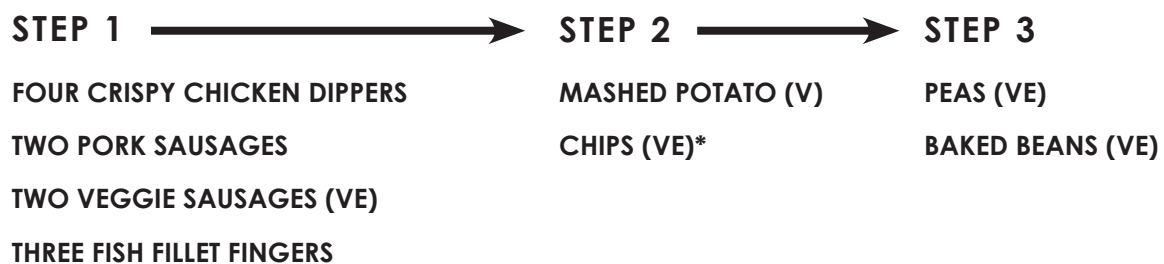 STEP 1 STEP 2 STEP 3
FOUR CRISPY CHICKEN DIPPERS MASHED POTATO (V) PEAS (VE)
TWO PORK SAUSAGES CHIPS (VE)* BAKED BEANS (VE)
TWO VEGGIE SAUSAGES (VE)
THREE FISH FILLET FINGERS